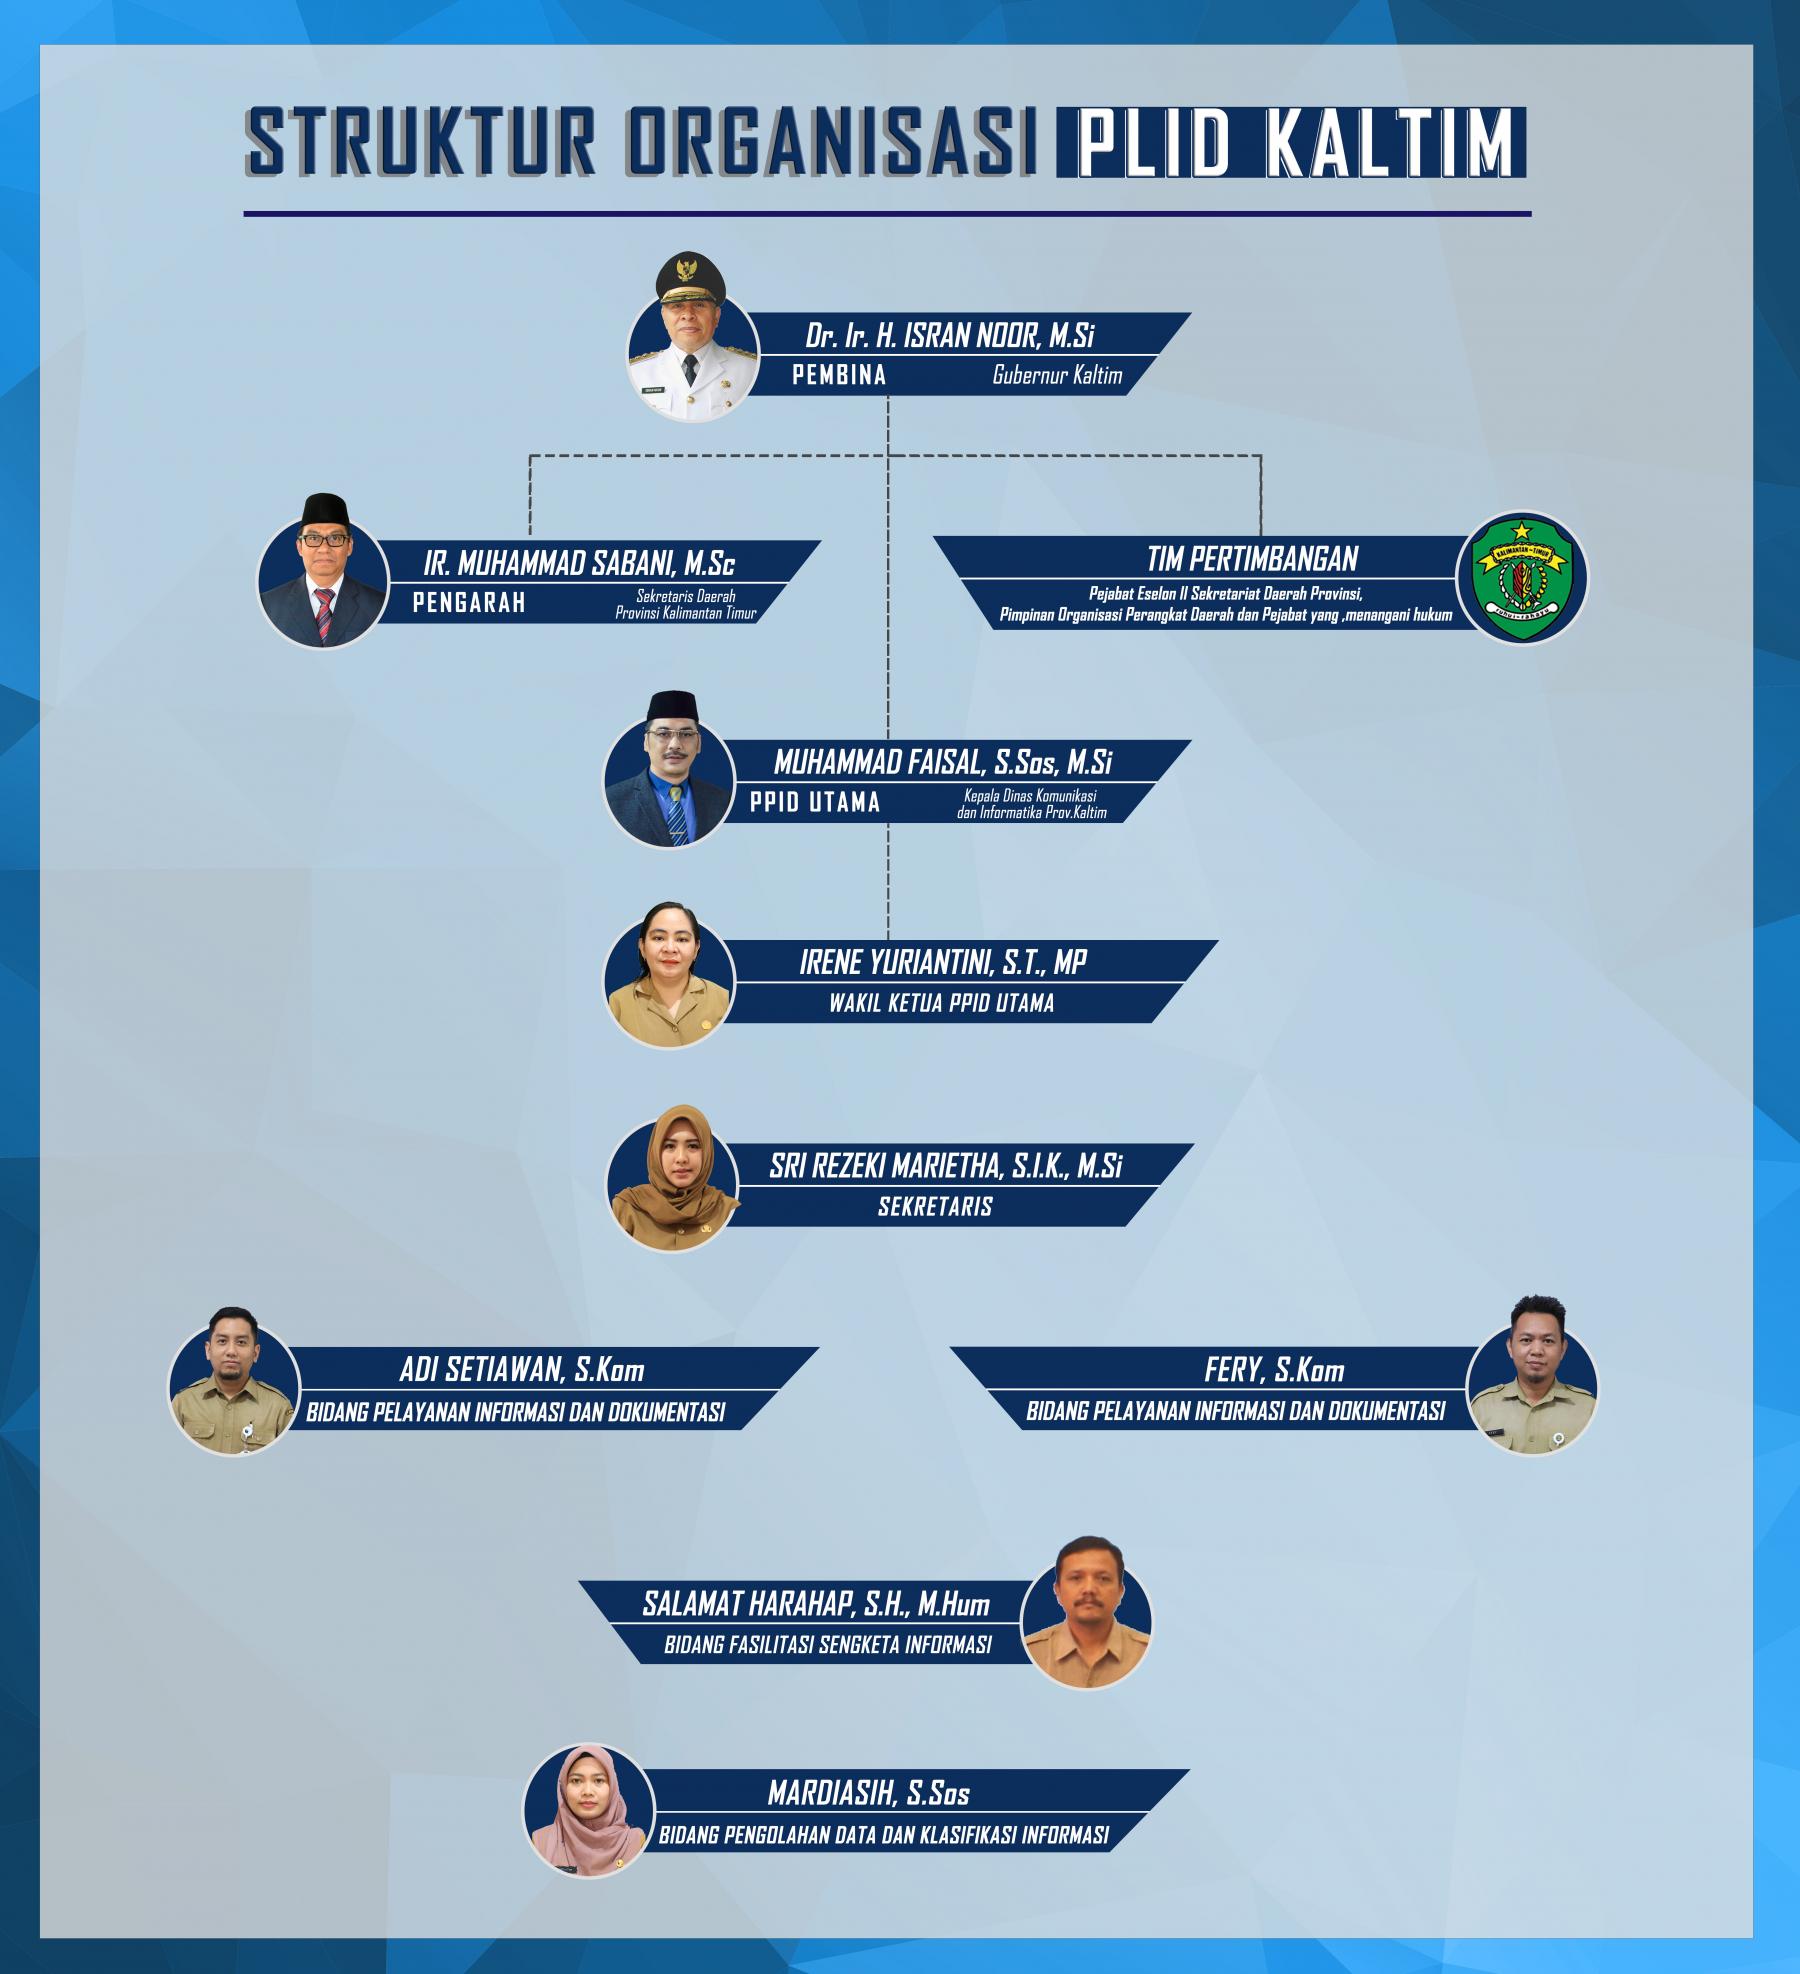 STRUKTUR ORGANISASI PLID KALTIM
Dr. Ir. H. ISRAN NOOR, M.Si
PEMBINA Gubernur Kaltim
IR. MUHAMMAD SABANI, M.Sc
PENGARAH
Sekretaris Daerah
Provinsi Kalimantan Timur
TIM PERTIMBANGAN
Pejabat Eselon II Sekretariat Daerah Provinsi,
Pimpinan Organisasi Perangkat Daerah dan Pejabat yang ,menangani hukum
KALIMANTAN-TIMUR
MUHAMMAD FAISAL, S.Sos, M.Si
PPID UTAMA
Kepala Dinas Komunikasi
dan Informatika Prov.Kaltim
IRENE YURIANTINI, S.T., MP
WAKIL KETUA PPID UTAMA
SRI REZEKI MARIETHA, S.I.K., M.Si
SEKRETARIS
ADI SETIAWAN, S.Kom
BIDANG PELAYANAN INFORMASI DAN DOKUMENTASI
FERY, S.Kom
BIDANG PELAYANAN INFORMASI DAN DOKUMENTASI
SALAMAT HARAHAP, S.H., M.Hum
BIDANG FASILITASI SENGKETA INFORMASI
MARDIASIH, S.Sos
BIDANG PENGOLAHAN DATA DAN KLASIFIKASI INFORMASI